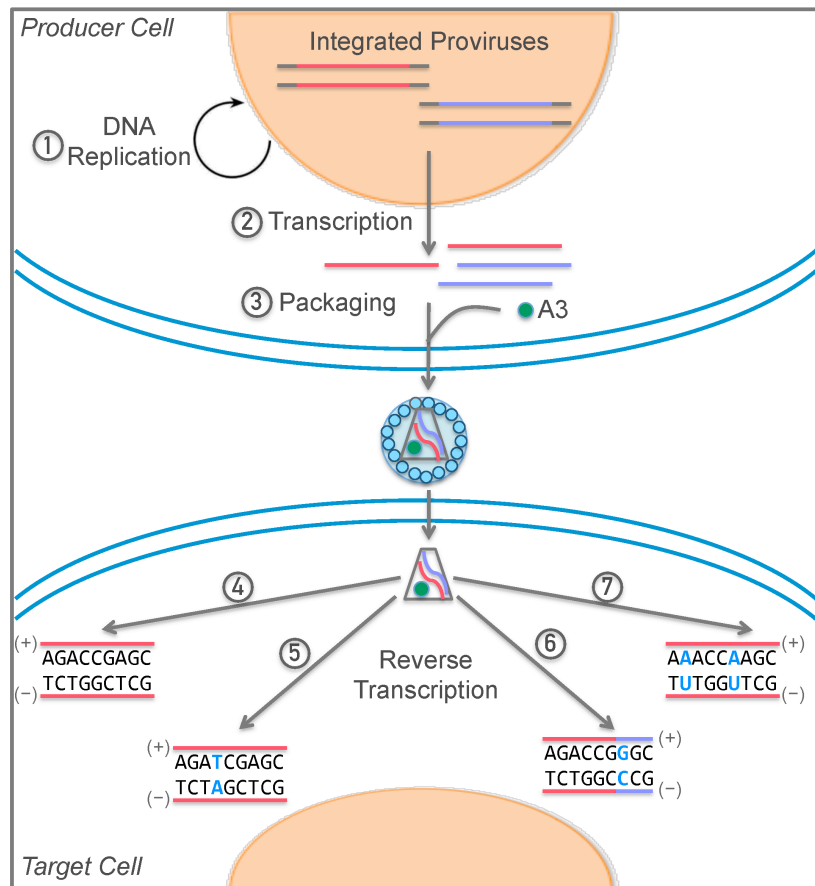 Producer Cell
Integrated Proviruses
1 DNA
Replication
2 Transcription
3 Packaging
A3
4
7
5
6
Reverse
Transcription
(+)
AGACCGAGC
TCTGGCTCG
(−)
(+)
AAACCAAGC
TUTGGUTCG
(−)
(+)
AGATCGAGC
TCTAGCTCG
(−)
(+)
AGACCGGGC
TCTGGCCCG
(−)
Target Cell